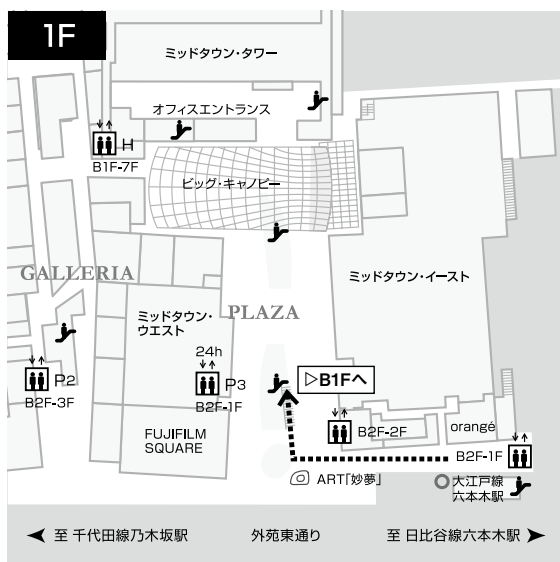 1F
ミッドタウン・タワー
オフィスエントランス
H
B1F-7F
ビッグ・キャノピー
GALLERIA
PLAZA
ミッドタウン・イースト
ミッドタウン・
ウエスト
24h
P2
B2F-3F
P3
B2F-1F
▷B1Fへ
FUJIFILM
SQUARE
B2F-2F
orangé
B2F-1F
ART「妙夢」
大江戸線
六本木駅
至 千代田線乃木坂駅
外苑東通り
至 日比谷線六本木駅